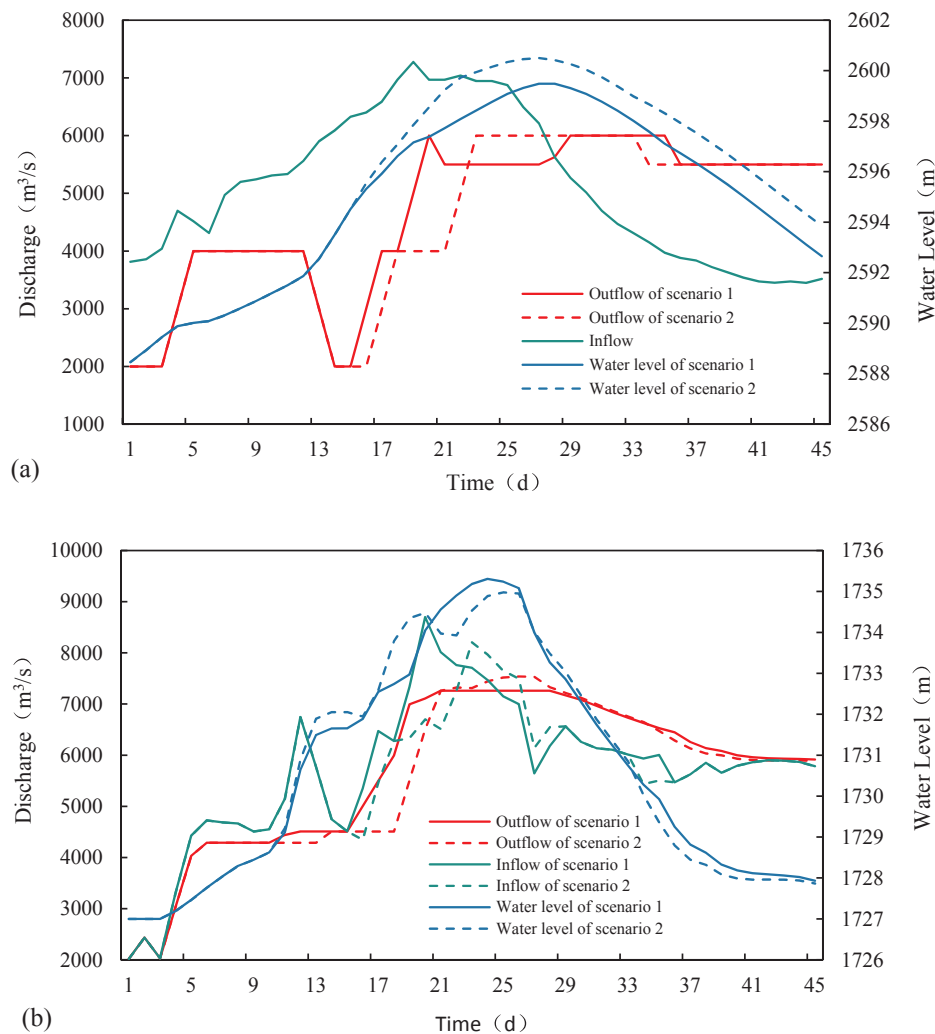 8000
7000
6000
5000
4000
3000
2000
1000
Discharge（m³/s）
2602
2600
2598
2596
2594
2592
2590
2588
2586
Water Level（m）
Outflow of scenario 1
Outflow of scenario 2
Inflow
Water level of scenario 1
Water level of scenario 2
1 5 9 13 17 21 25 29 33 37 41 45
Time（d）
(a)
10000
9000
8000
7000
6000
5000
4000
3000
2000
Discharge（m³/s）
1736
1735
1734
1733
1732
1731
1730
1729
1728
1727
1726
Water Level（m）
Outflow of scenario 1
Outflow of scenario 2
Inflow of scenario 1
Inflow of scenario 2
Water level of scenario 1
Water level of scenario 2
1 5 9 13 17 21 25 29 33 37 41 45
Time（d）
(b)